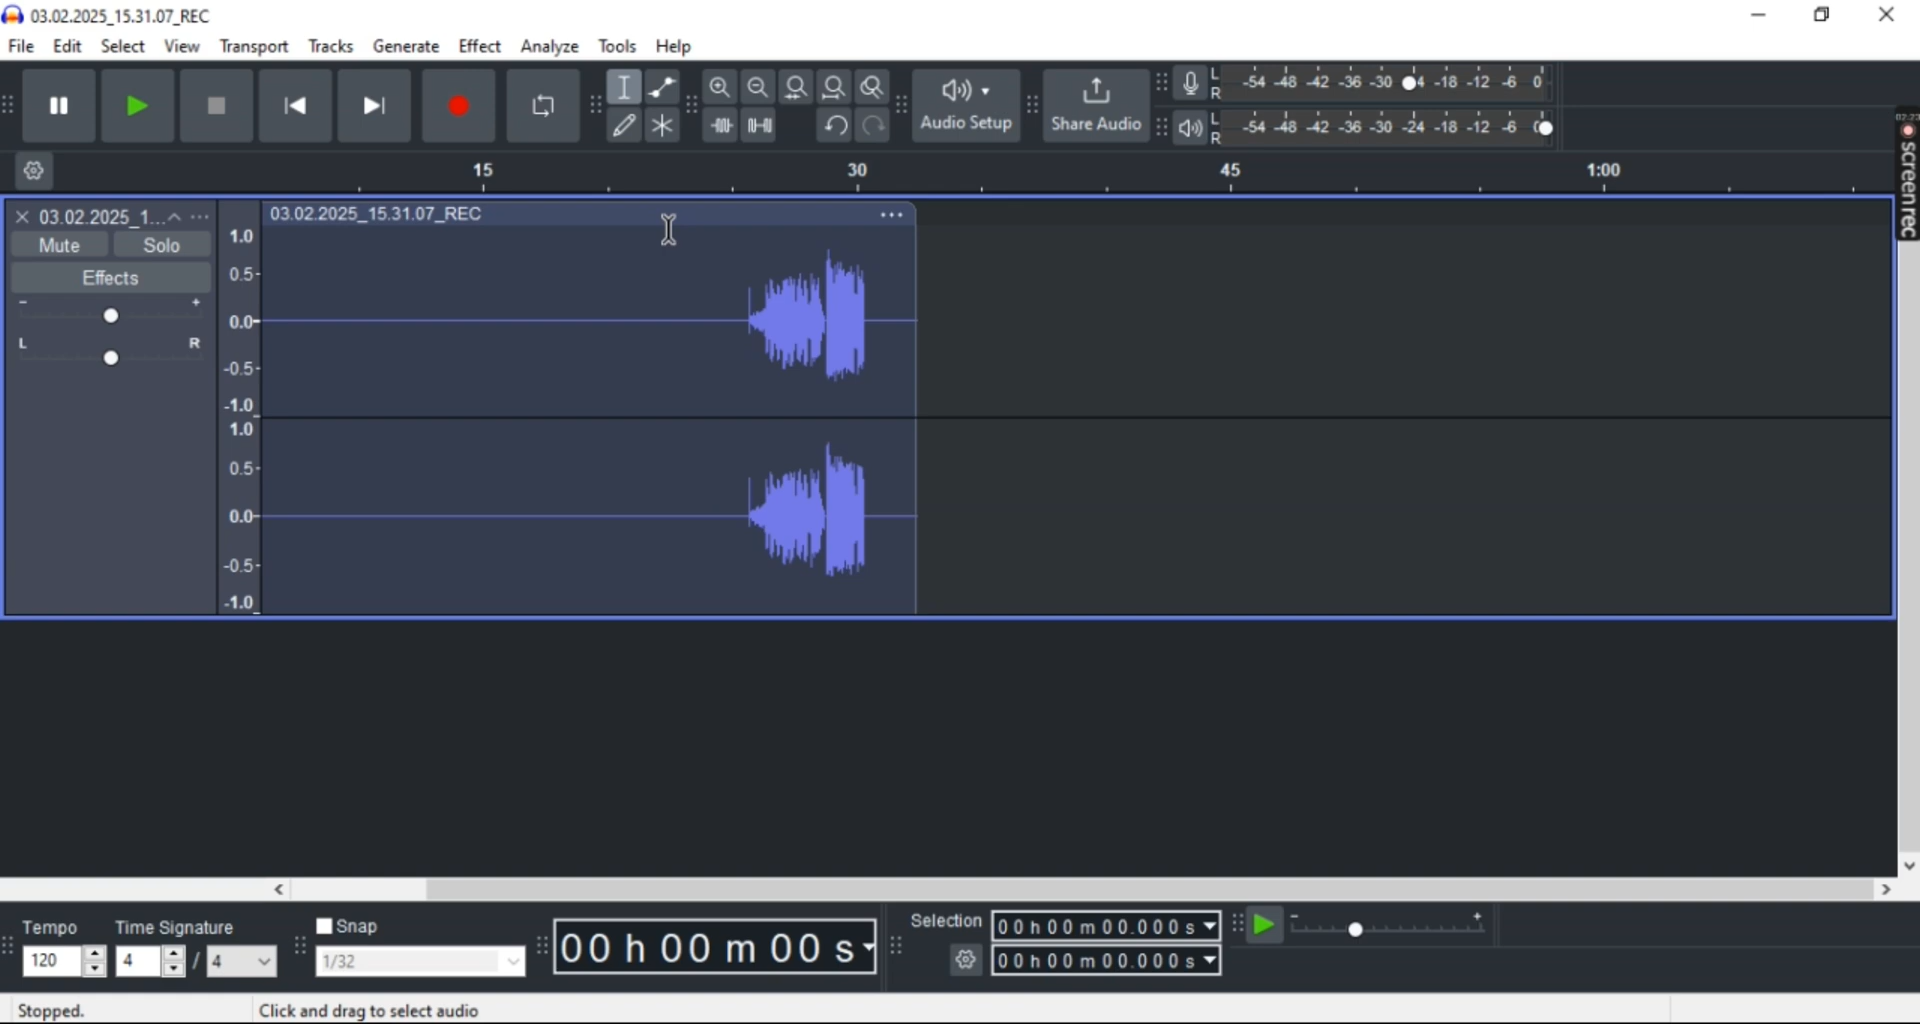 03.02.2025_15.31.07_REC
File Edit Select View Transport Tracks Generate Effect Analyze Tools Help
Audio Setup
Share Audio
L R -54 -48 -42 -36 -30 -18 -12 -6 0
L R -54 -48 -42 -36 -30 -24 -18 -12 -6
15 30 45 1:00
screen rec
03.02.2025_1...
03.02.2025_15.31.07_REC
Mute Solo
Effects
- +
L R
1.0
0.5-
0.0-
-0.5-
-1.0
1.0
0.5-
0.0-
-0.5-
-1.0
Tempo
120
Time Signature
4 / 4
Snap
1/32
00 h 00 m 00 s
Selection
00 h 00 m 00.000 s
00 h 00 m 00.000 s
- +
Stopped.
Click and drag to select audio